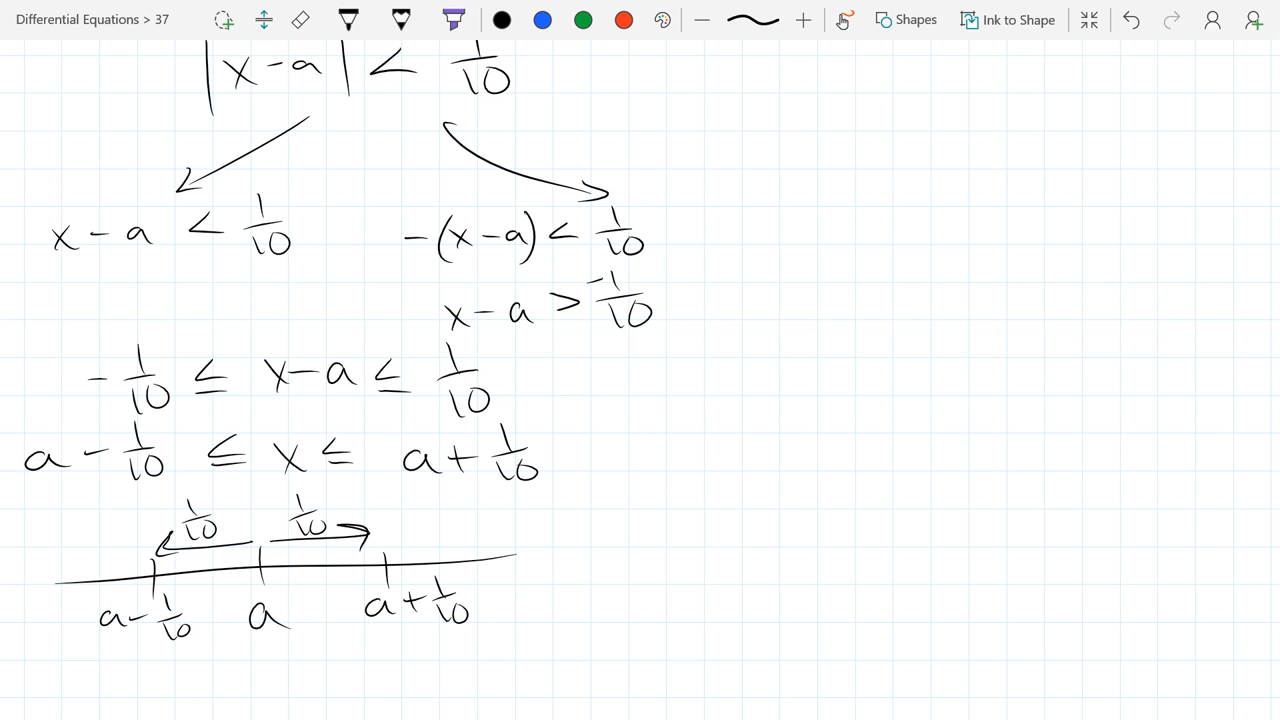 Differential Equations > 37
Shapes
Ink to Shape
|x-a| < 1/10
x-a < 1/10
-(x-a) < 1/10
x-a > -1/10
-1/10 ≤ x-a ≤ 1/10
a-1/10 ≤ x ≤ a+1/10
1/10 1/10
a-1/10 a a+1/10